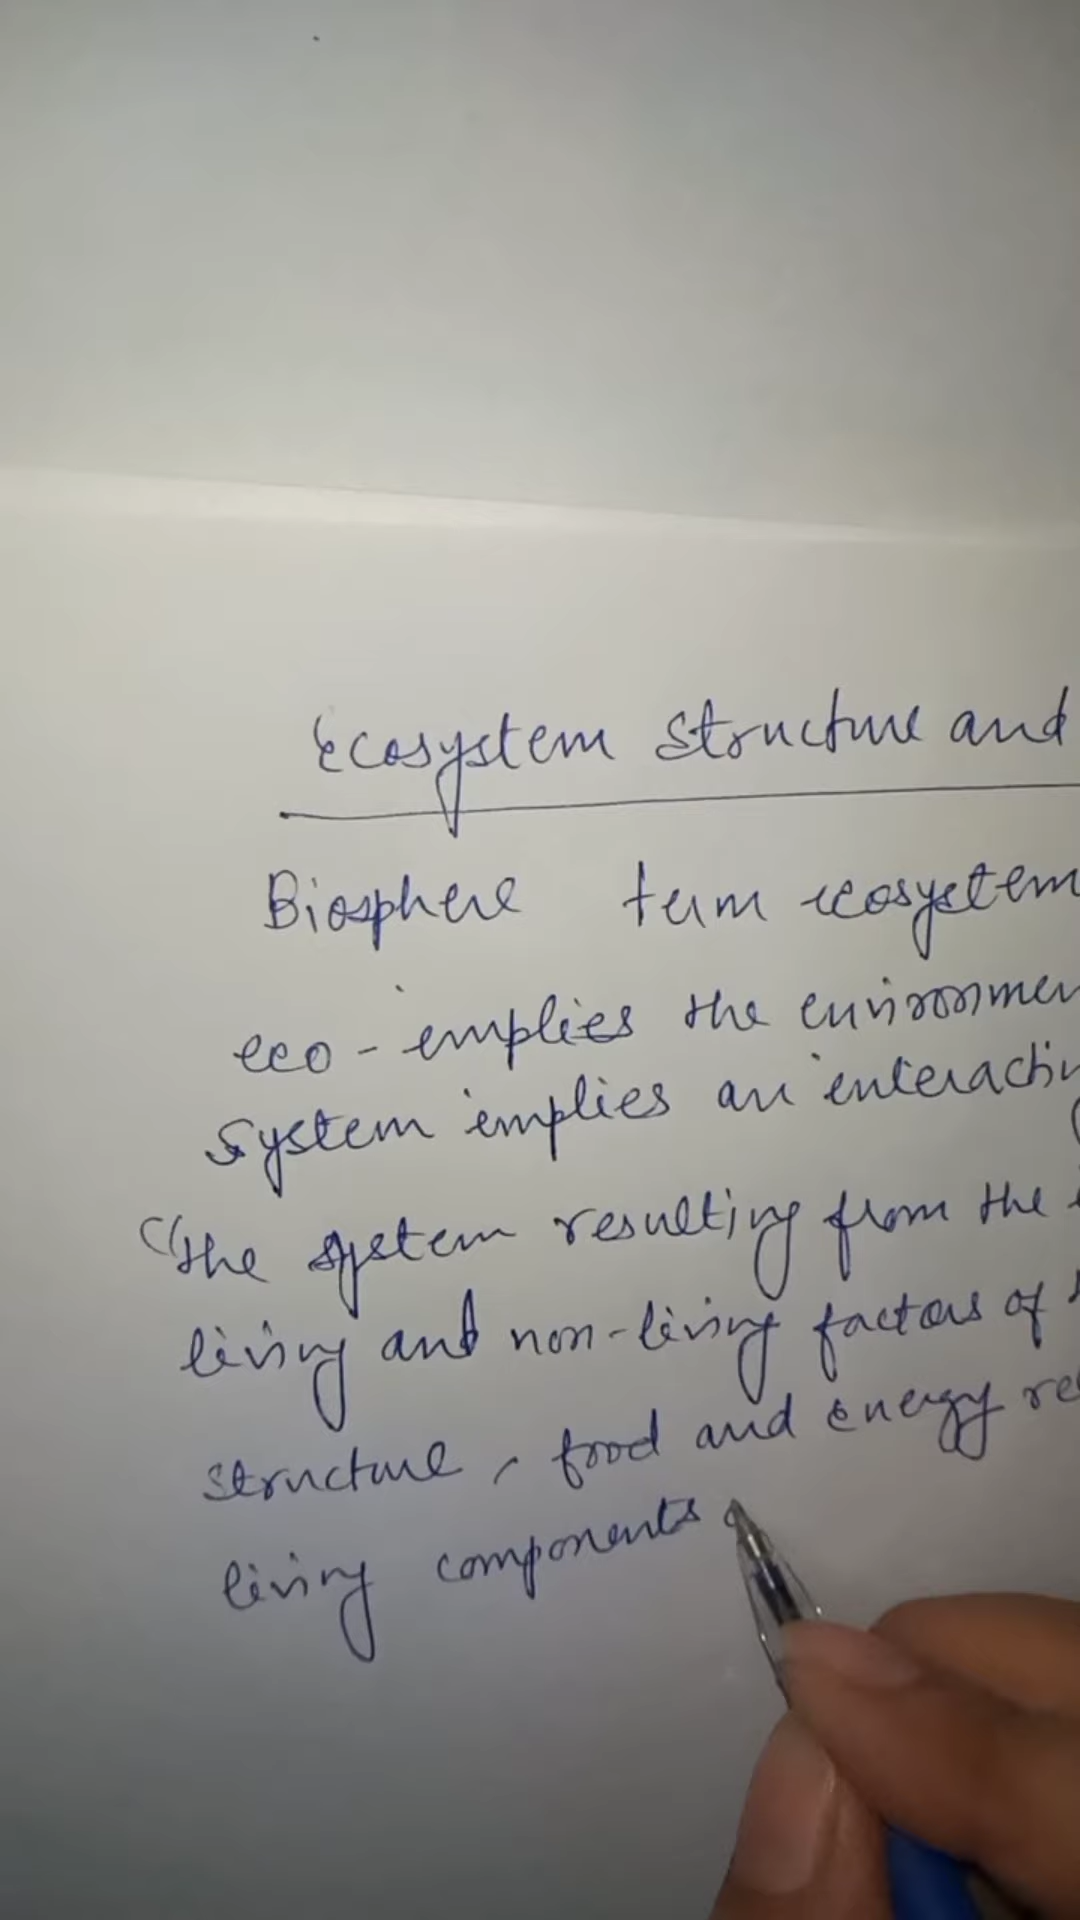 Ecosystem structure and
Biosphere term ecosystem
eco - implies the environmen
System implies an interactin
"the system resulting from the
living and non-living factors of
structure, food and energy re
living components